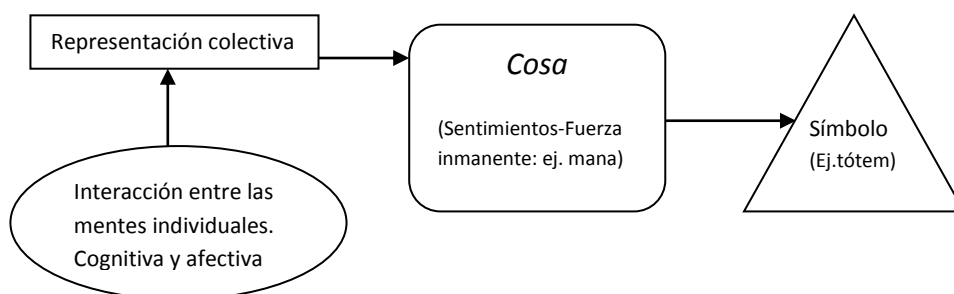 Representación colectiva
Cosa
(Sentimientos-Fuerza
inmanente: ej. mana)
Símbolo
(Ej.tótem)
Interacción entre las
mentes individuales.
Cognitiva y afectiva